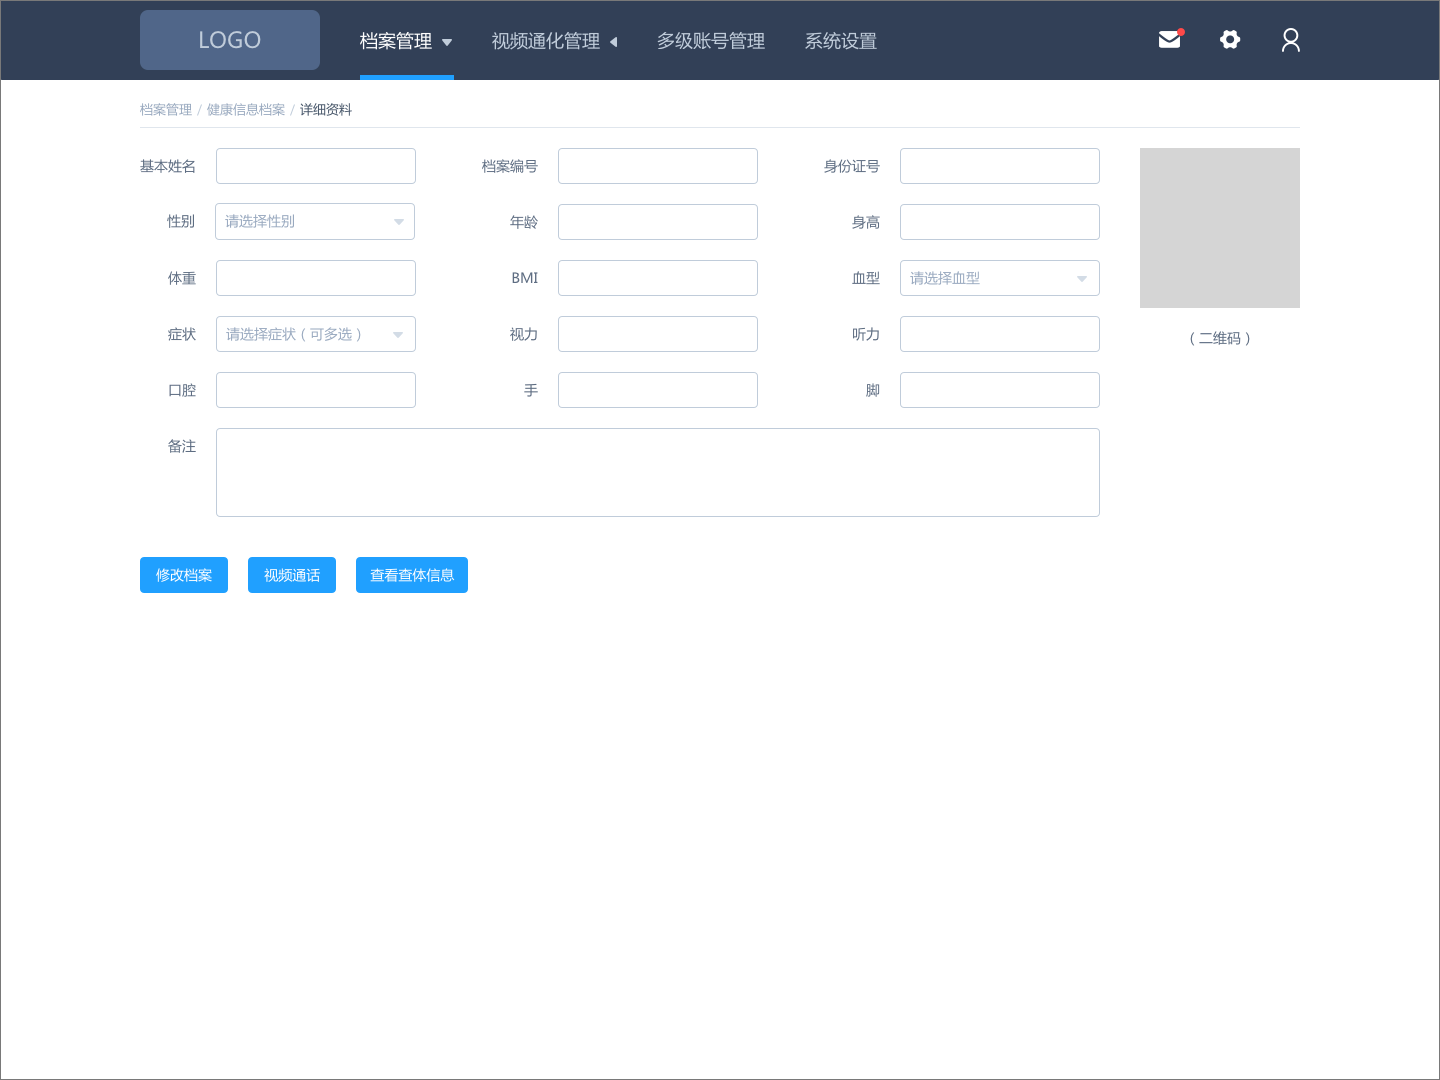 LOGO 档案管理 视频通化管理 多级账号管理 系统设置
档案管理 / 健康信息档案 / 详细资料
基本姓名 档案编号 身份证号
性别 请选择性别 年龄 身高
体重 BMI 血型 请选择血型
症状 请选择症状（可多选） 视力 听力
（二维码）
口腔 手 脚
备注
修改档案 视频通话 查看查体信息